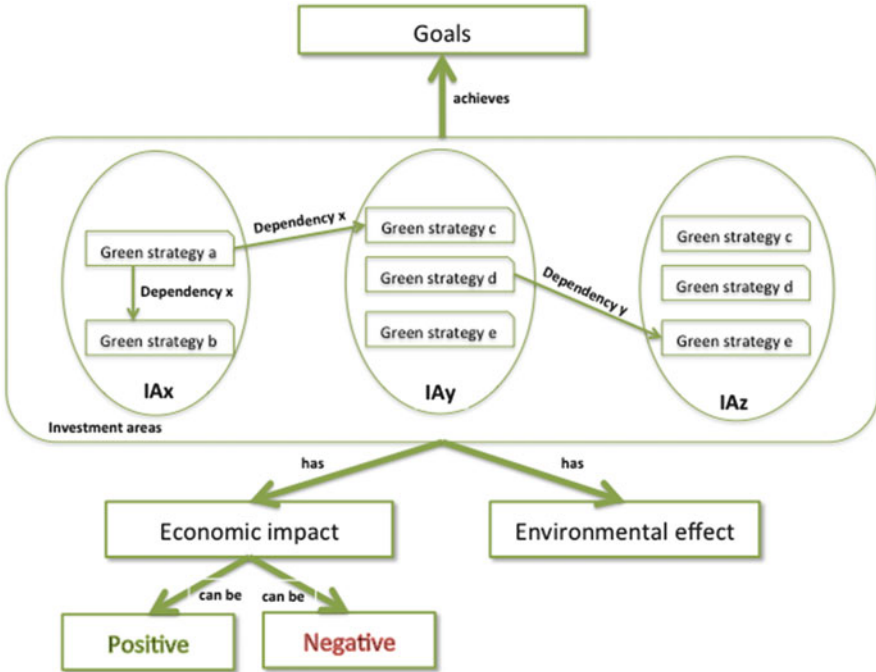 Goals
achieves
Green strategy a
Dependency x
Green strategy b
IAx
Dependency x
Green strategy c
Green strategy d
Green strategy e
IAy
Dependency y
Green strategy c
Green strategy d
Green strategy e
IAz
Investment areas
has
has
Economic impact
Environmental effect
can be
can be
Positive
Negative